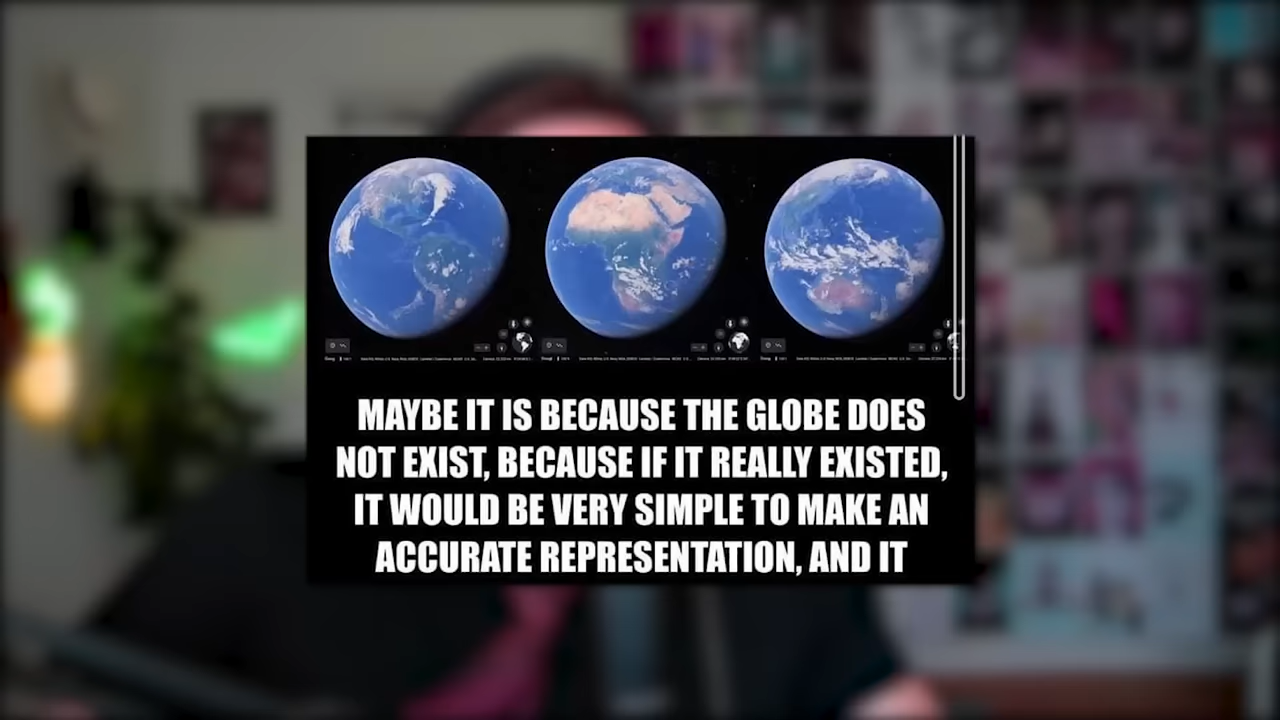 MAYBE IT IS BECAUSE THE GLOBE DOES
NOT EXIST, BECAUSE IF IT REALLY EXISTED,
IT WOULD BE VERY SIMPLE TO MAKE AN
ACCURATE REPRESENTATION, AND IT